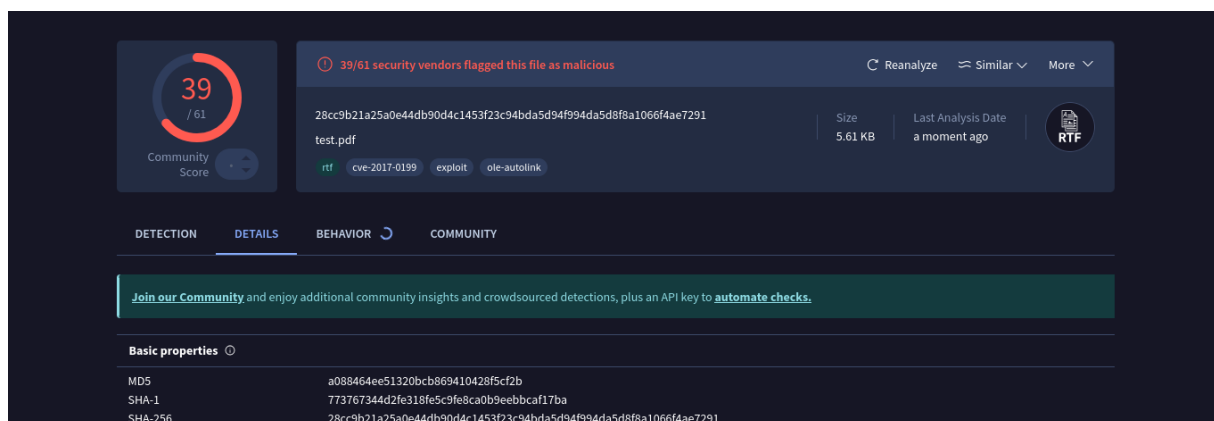 39
/ 61
Community
Score
39/61 security vendors flagged this file as malicious
Reanalyze
Similar
More
28cc9b21a25a0e44db90d4c1453f23c94bda5d94f994da5d8f8a1066f4ae7291
test.pdf
rtf cve-2017-0199 exploit ole-autolink
Size
5.61 KB
Last Analysis Date
a moment ago
RTF
DETECTION DETAILS BEHAVIOR COMMUNITY
Join our Community and enjoy additional community insights and crowdsourced detections, plus an API key to automate checks.
Basic properties
MD5 a088464ee51320bcb869410428f5cf2b
SHA-1 773767344d2fe318fe5c9fe8ca0b9eebbcaf17ba
SHA-256 28cc9b21a25a0e44db90d4c1453f23c94bda5d94f994da5d8f8a1066f4ae7291